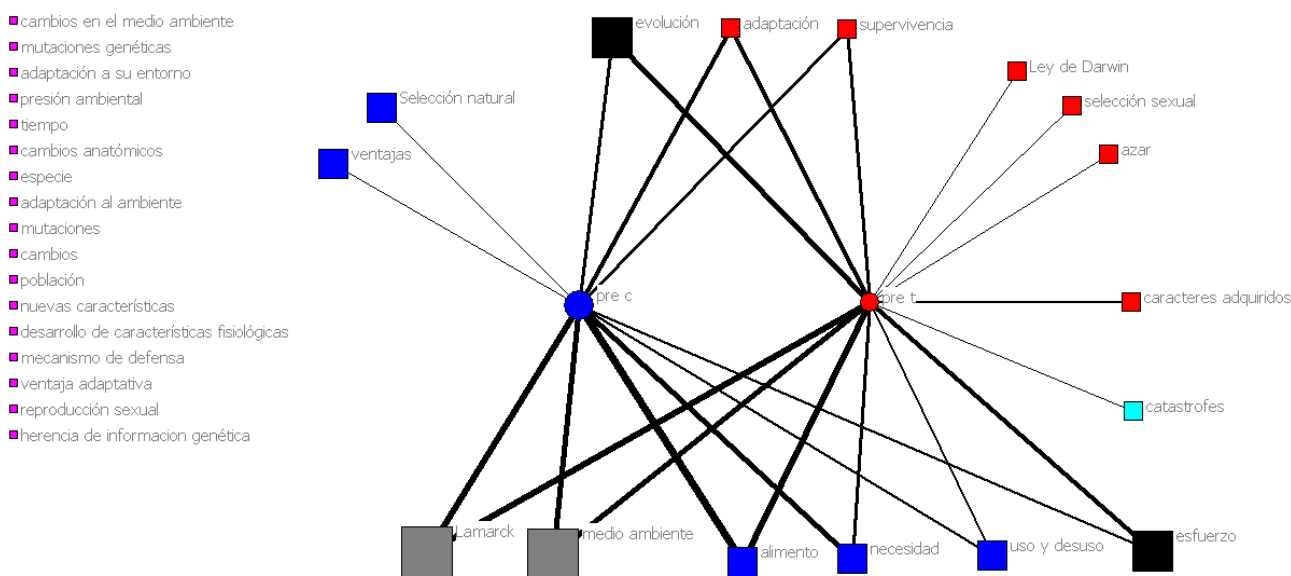 cambios en el medio ambiente
mutaciones genéticas
adaptación a su entorno
presión ambiental
tiempo
cambios anatómicos
especie
adaptación al ambiente
mutaciones
cambios
población
nuevas características
desarrollo de características fisiológicas
mecanismo de defensa
ventaja adaptativa
reproducción sexual
herencia de informacion genética
evolución
adaptación
supervivencia
Ley de Darwin
Selección natural
selección sexual
ventajas
azar
pre c
pre t
caracteres adquiridos
catastrofes
Lamarck
medio ambiente
alimento
necesidad
uso y desuso
esfuerzo